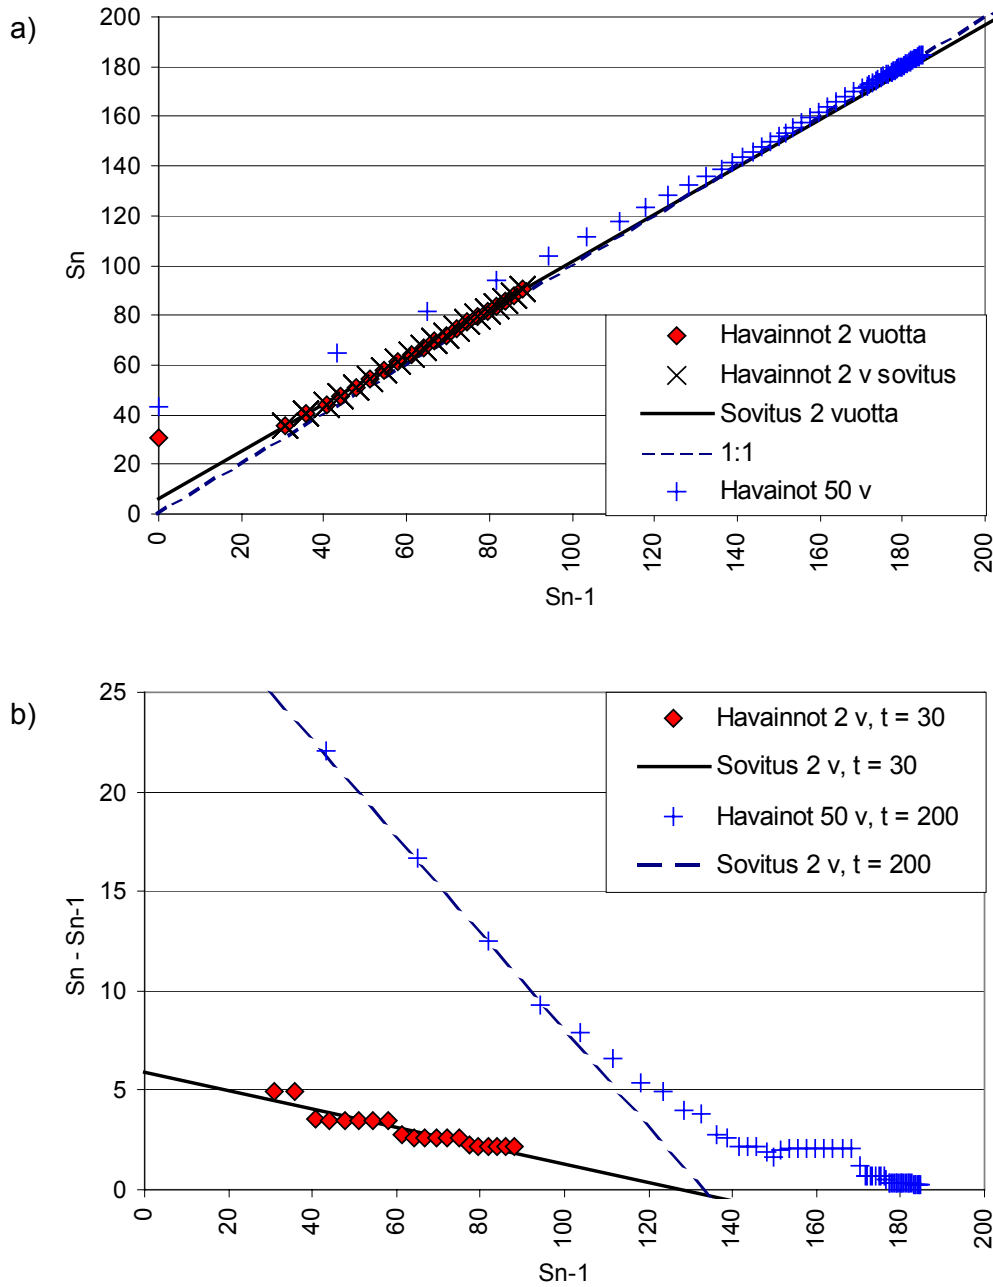 a)
200
180
160
140
120
100
80
60
40
20
0
Sn
Havainnot 2 vuotta
Havainnot 2 v sovitus
Sovitus 2 vuotta
1:1
Havainot 50 v
0
20
40
60
80
100
120
140
160
180
200
Sn-1
b)
25
20
15
10
5
0
Sn - Sn-1
Havainnot 2 v, t = 30
Sovitus 2 v, t = 30
Havainot 50 v, t = 200
Sovitus 2 v, t = 200
0
20
40
60
80
100
120
140
160
180
200
Sn-1